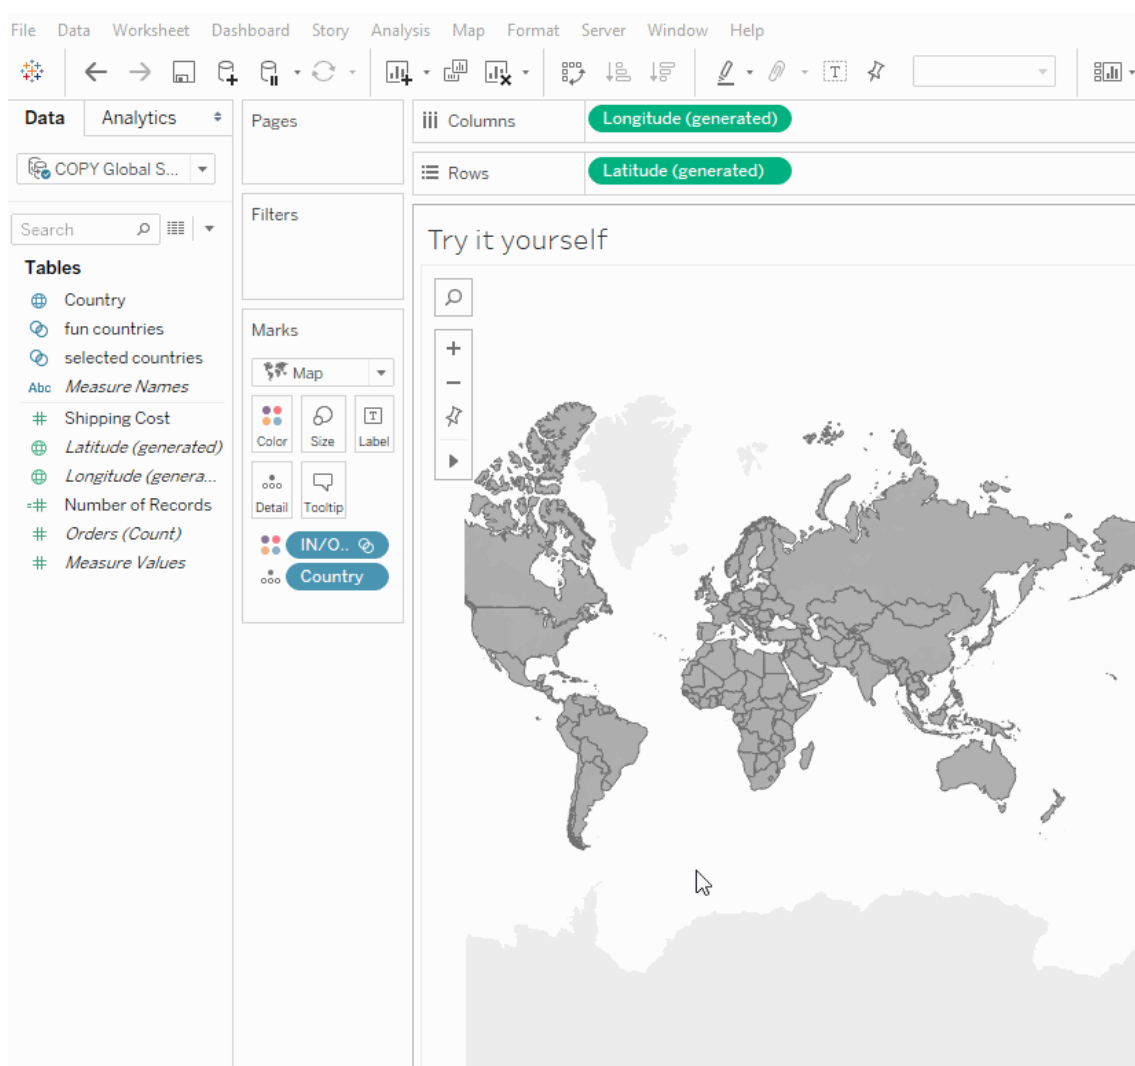 File Data Worksheet Dashboard Story Analysis Map Format Server Window Help
Data Analytics
COPY Global S...
Search
Tables
Country
fun countries
selected countries
Abc Measure Names
Shipping Cost
Latitude (generated)
Longitude (genera...
Number of Records
Orders (Count)
Measure Values
Pages
Filters
Marks
Map
Color Size Label
Detail Tooltip
IN/O..
Country
Columns Longitude (generated)
Rows Latitude (generated)
Try it yourself